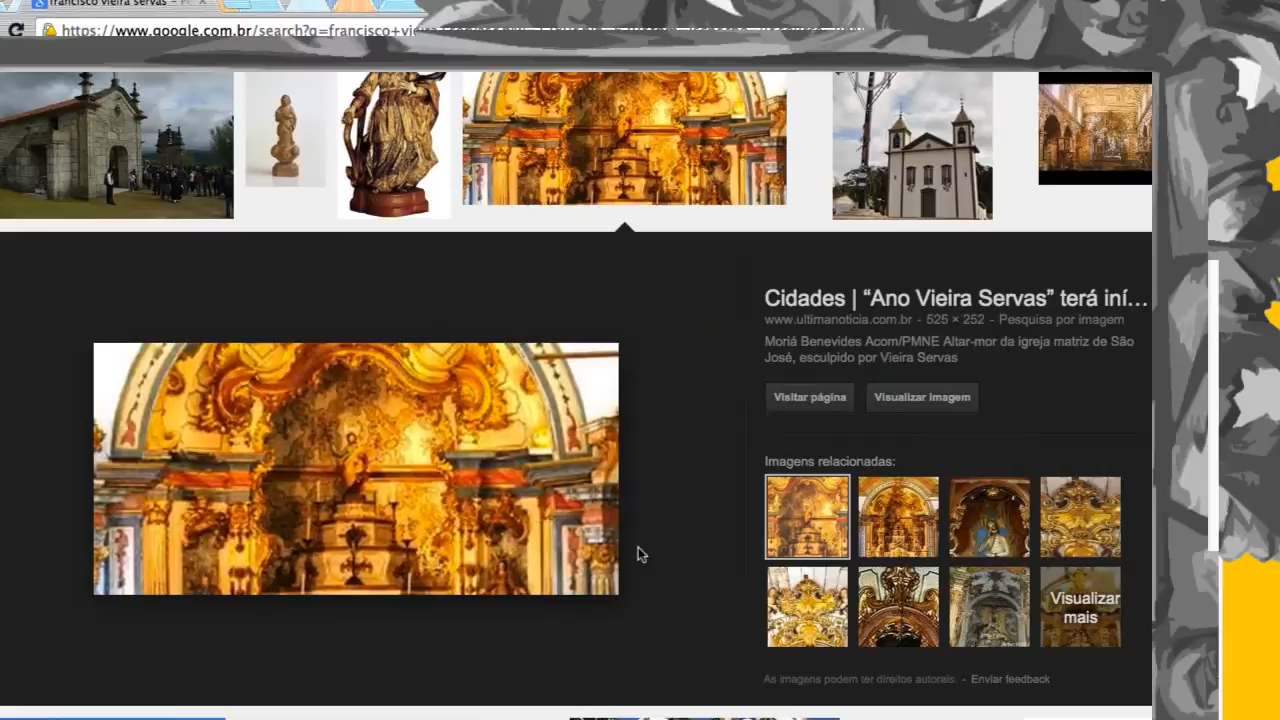 francisco vieira servas -
https://www.google.com.br/search?q=francisco+vie
Cidades | “Ano Vieira Servas” terá iní...
www.ultimanoticia.com.br - 525 × 252 - Pesquisa por imagem
Moriá Benevides Acom/PMNE Altar-mor da igreja matriz de São
José, esculpido por Vieira Servas
Visitar página Visualizar imagem
Imagens relacionadas:
Visualizar
mais
As imagens podem ter direitos autorais. - Enviar feedback